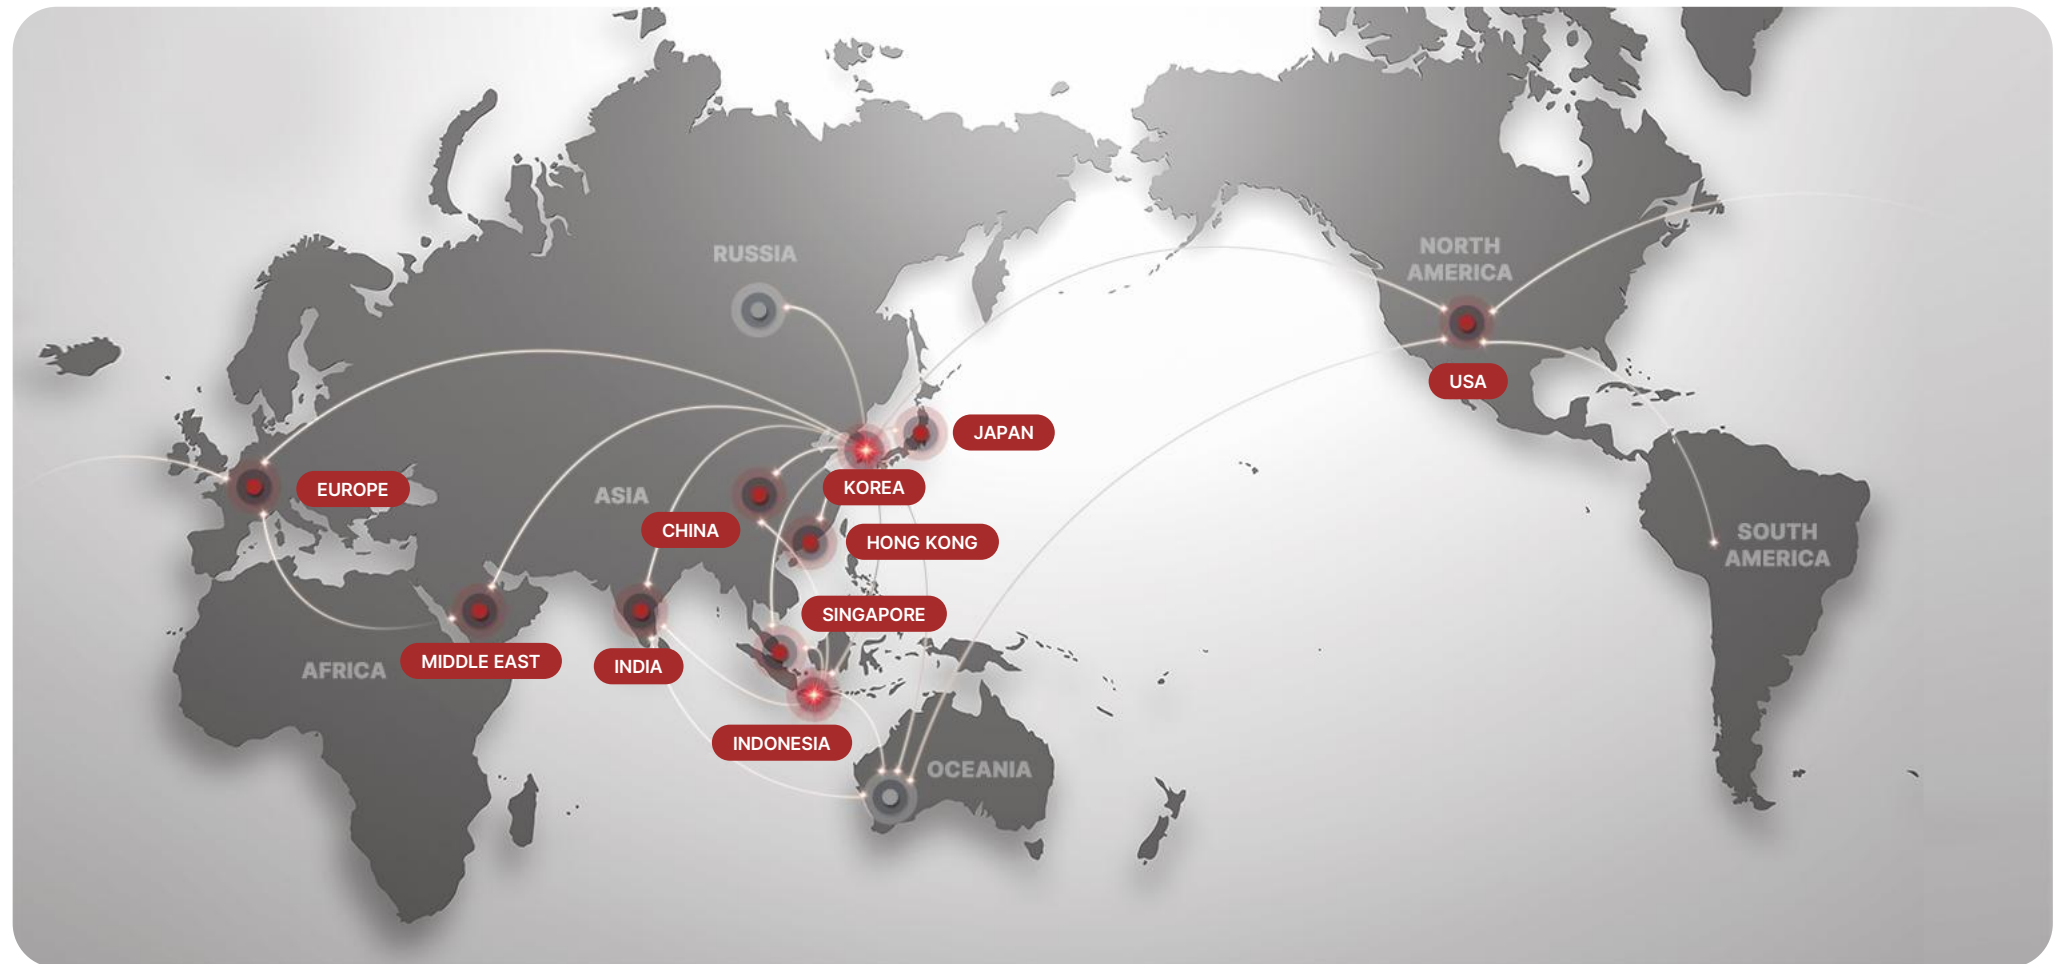 RUSSIA
NORTH
AMERICA
USA
JAPAN
EUROPE
ASIA
KOREA
CHINA
HONG KONG
SOUTH
AMERICA
SINGAPORE
AFRICA
MIDDLE EAST
INDIA
INDONESIA
OCEANIA